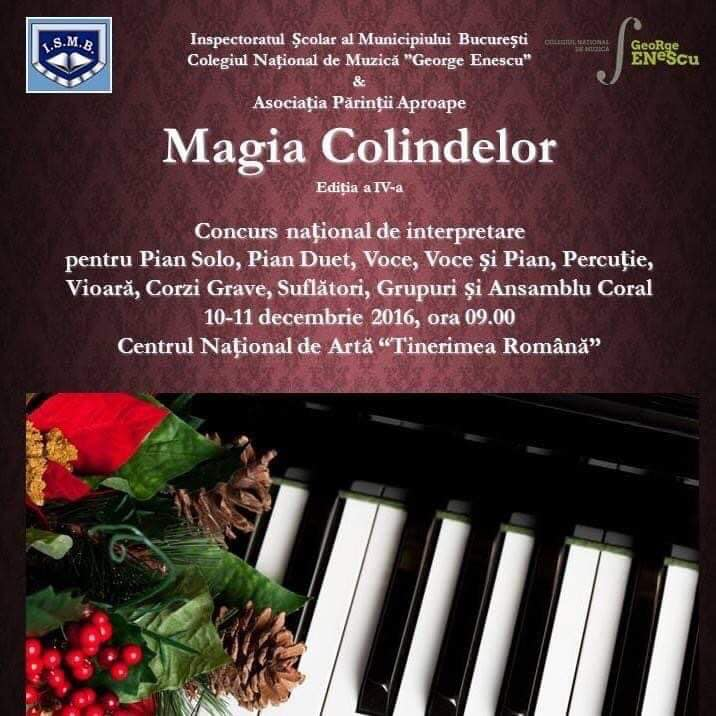 I.S.M.B.
Inspectoratul Școlar al Municipiului București
COLEGIUL NAȚIONAL
DE MUZICĂ
GeoRge
ENeScu
Colegiul Național de Muzică ”George Enescu”
&
Asociația Părinții Aproape
Magia Colindelor
Ediția a IV-a
Concurs național de interpretare
pentru Pian Solo, Pian Duet, Voce, Voce și Pian, Percuție,
Vioară, Corzi Grave, Suflători, Grupuri și Ansamblu Coral
10-11 decembrie 2016, ora 09.00
Centrul Național de Artă “Tinerimea Română”